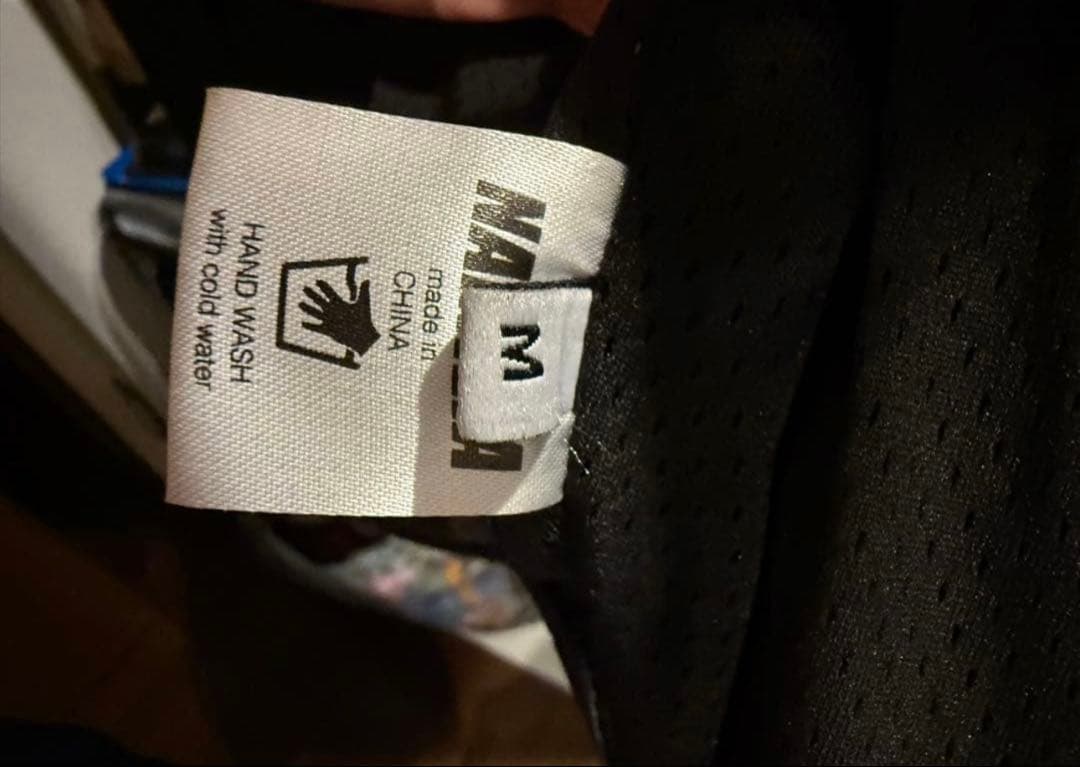 M
made in
CHINA
HAND WASH
with cold water